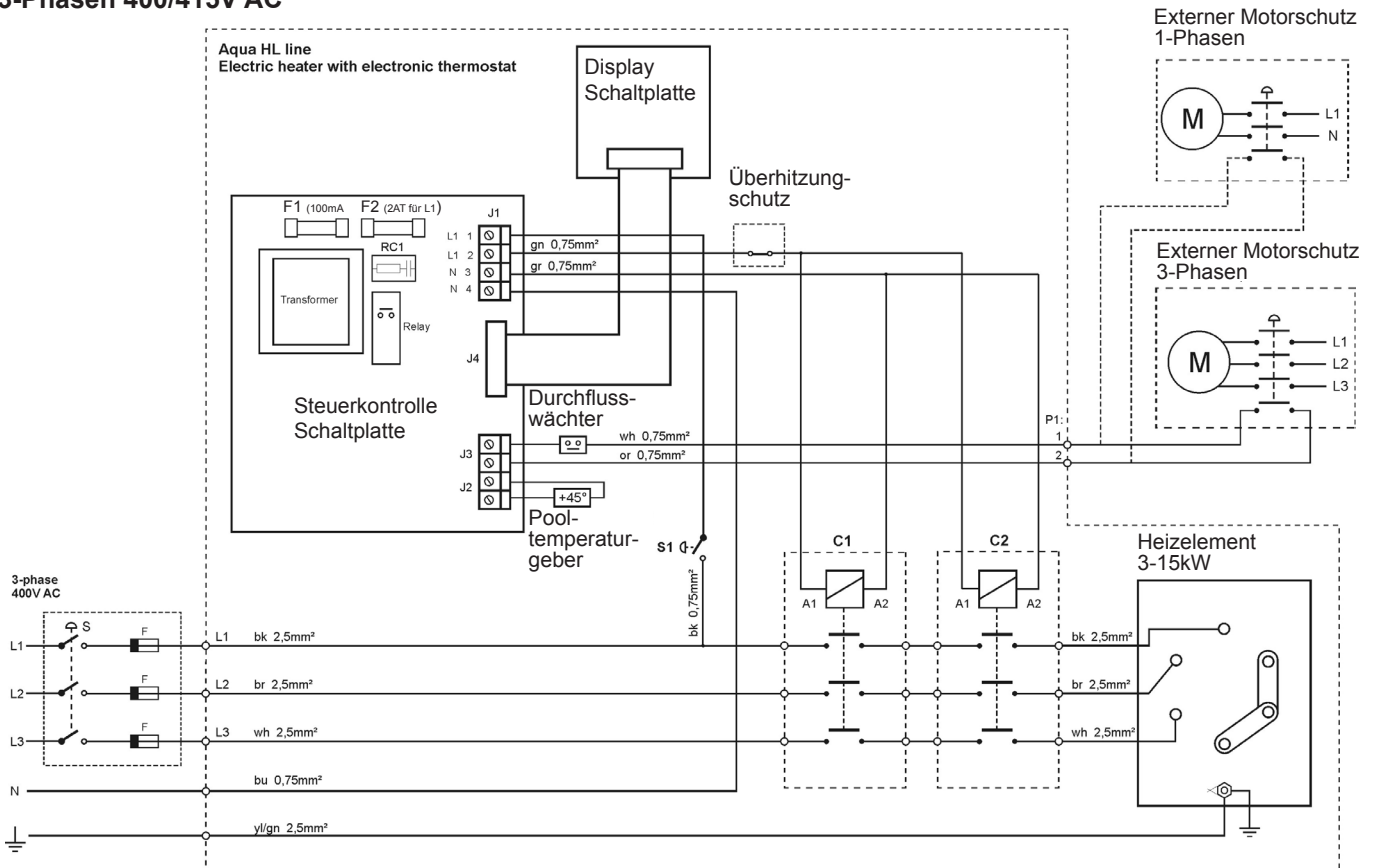 3-Phasen 400/415V AC
Externer Motorschutz
1-Phasen
M
L1
N
Aqua HL line
Electric heater with electronic thermostat
Display
Schaltplatte
Überhitzung-
schutz
F1 (100mA
F2 (2AT für L1)
J1
RC1
L1 1
L1 2
N 3
N 4
gn 0,75mm²
gr 0,75mm²
Transformer
Relay
J4
Externer Motorschutz
3-Phasen
M
L1
L2
L3
Steuerkontrolle
Schaltplatte
Durchfluss-
wächter
P1:
1
2
wh 0,75mm²
or 0,75mm²
J3
J2
+45°
Pool-
temperatur-
geber
S1
bk 0,75mm²
C1
A1
A2
C2
A1
A2
Heizelement
3-15kW
3-phase
400V AC
S
F
L1
L1
bk 2,5mm²
bk 2,5mm²
F
L2
L2
br 2,5mm²
br 2,5mm²
F
L3
L3
wh 2,5mm²
wh 2,5mm²
N
bu 0,75mm²
yl/gn 2,5mm²